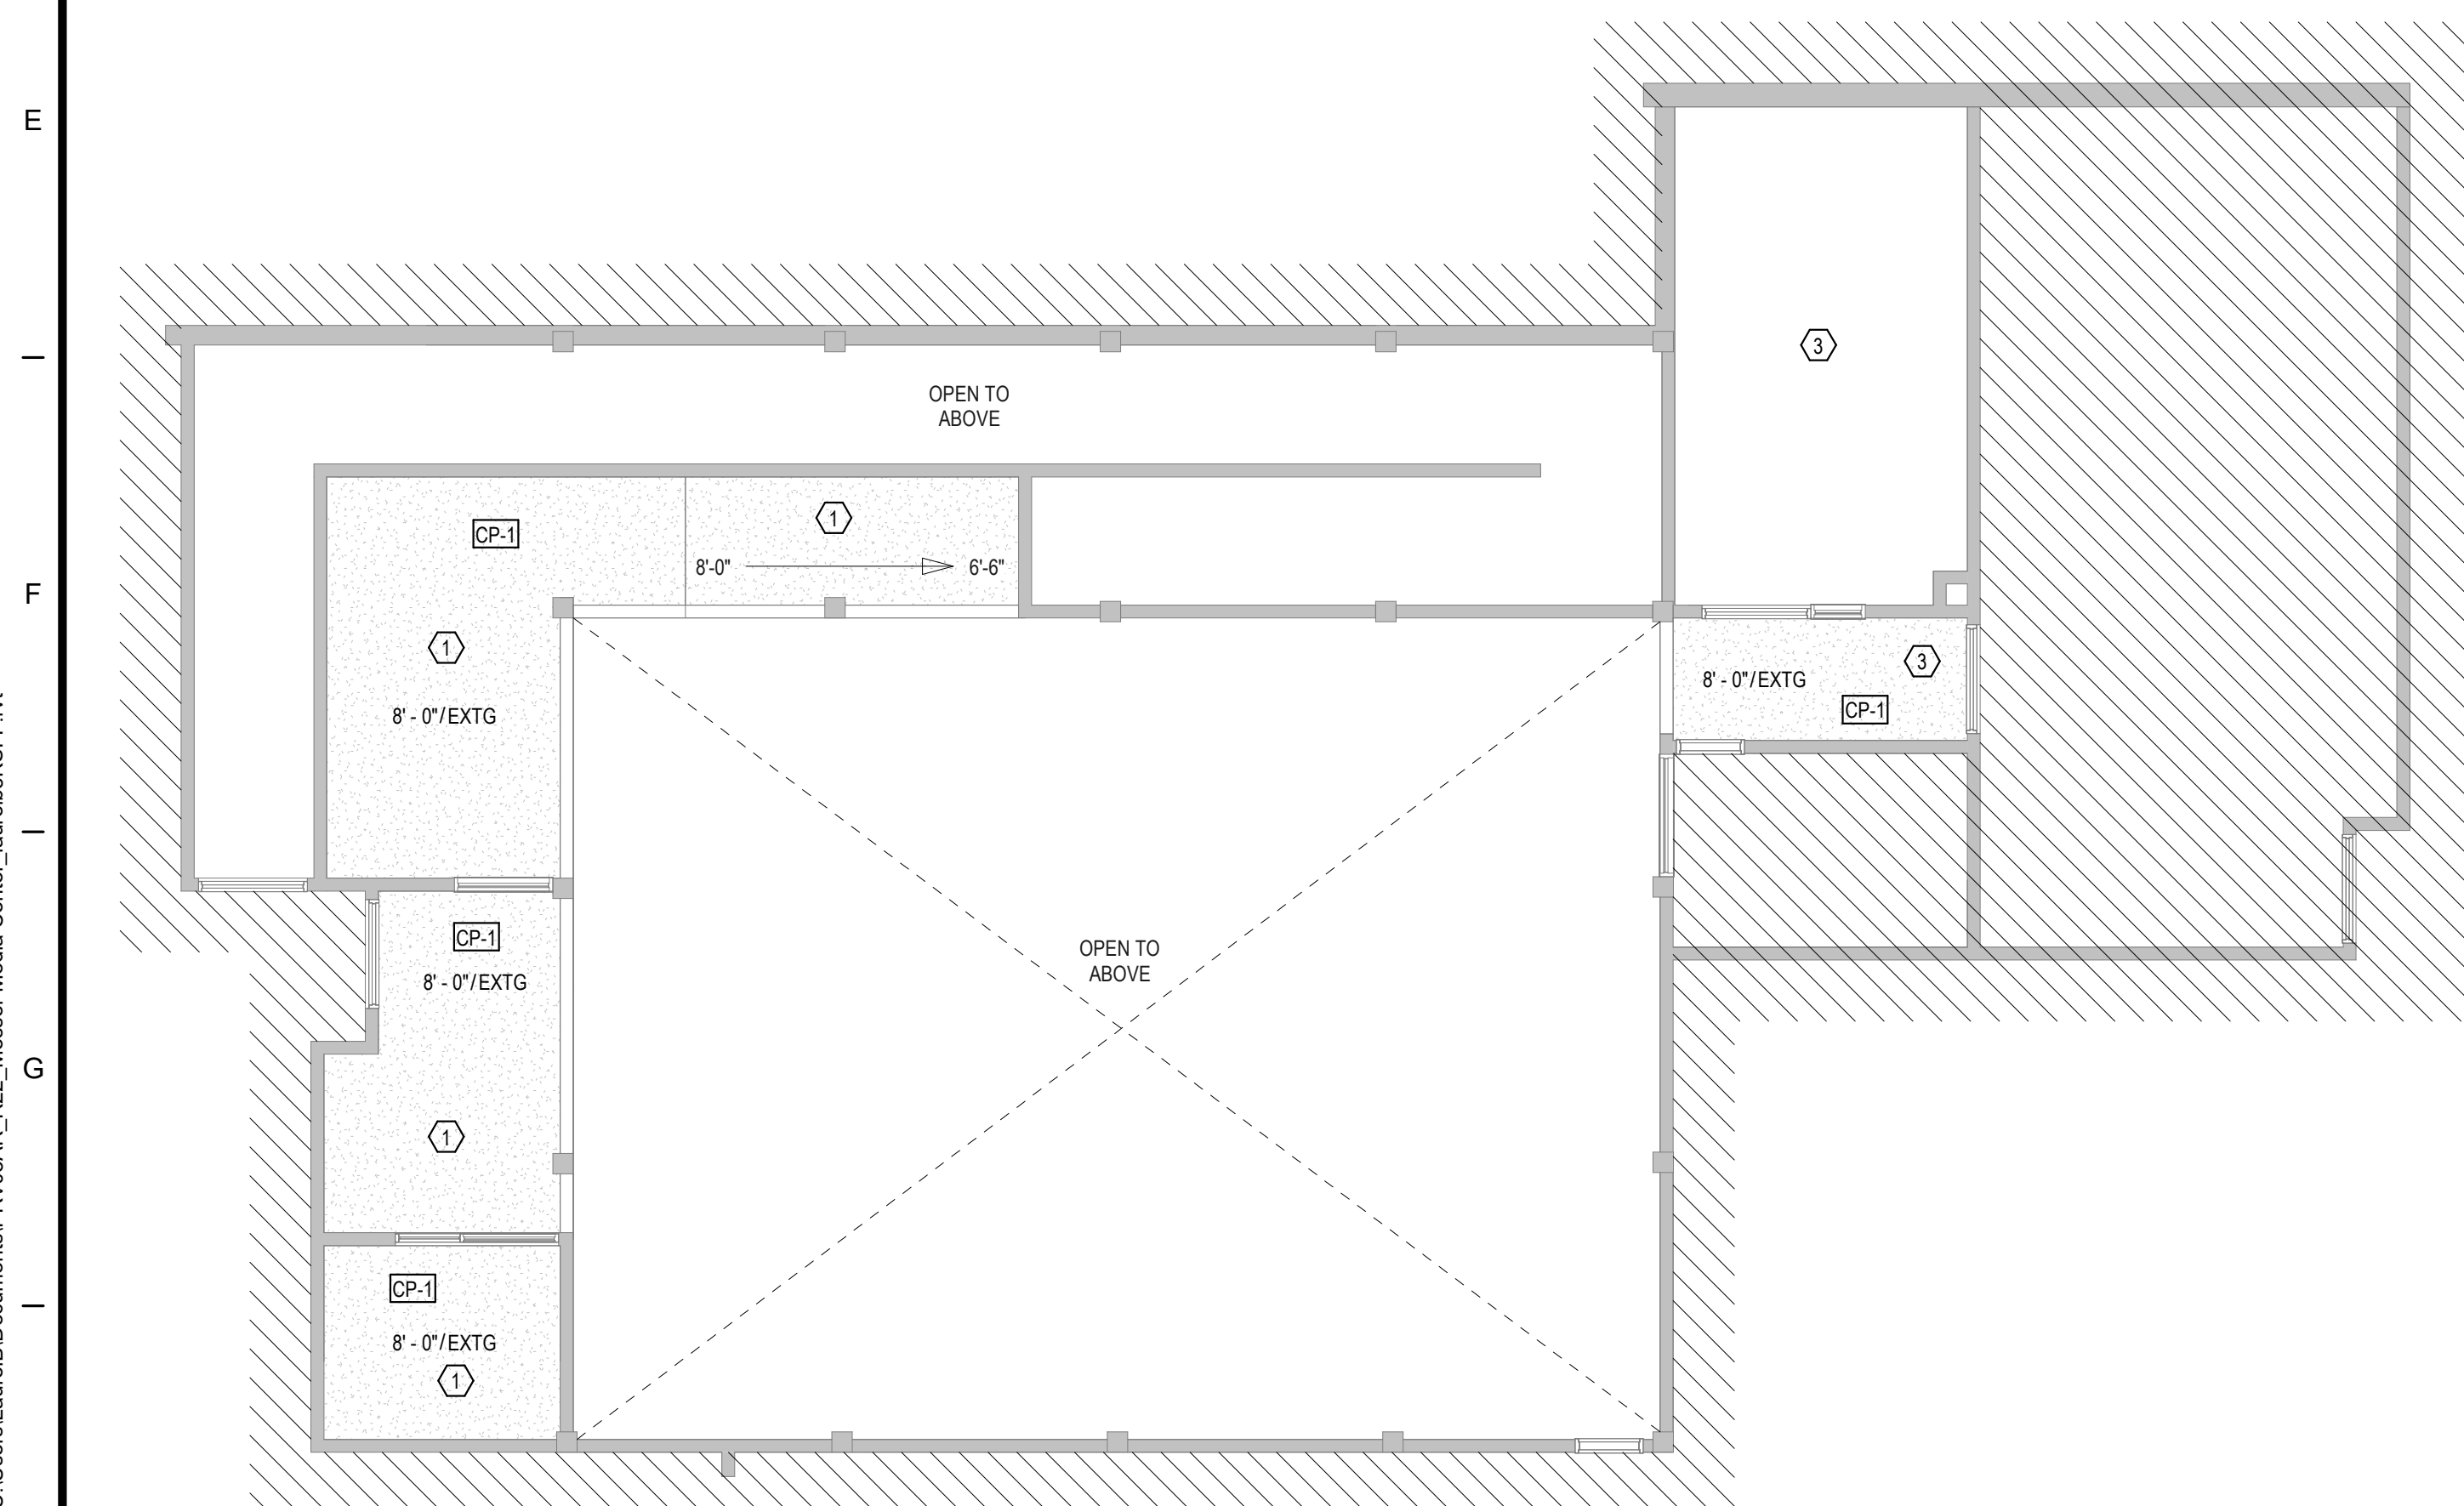 E
3
OPEN TO
ABOVE
1
CP-1
8'-0"
6'-6"
F
1
3
8' - 0"/EXTG
CP-1
8' - 0"/EXTG
CP-1
OPEN TO
ABOVE
8' - 0"/EXTG
G
1
CP-1
8' - 0"/EXTG
1